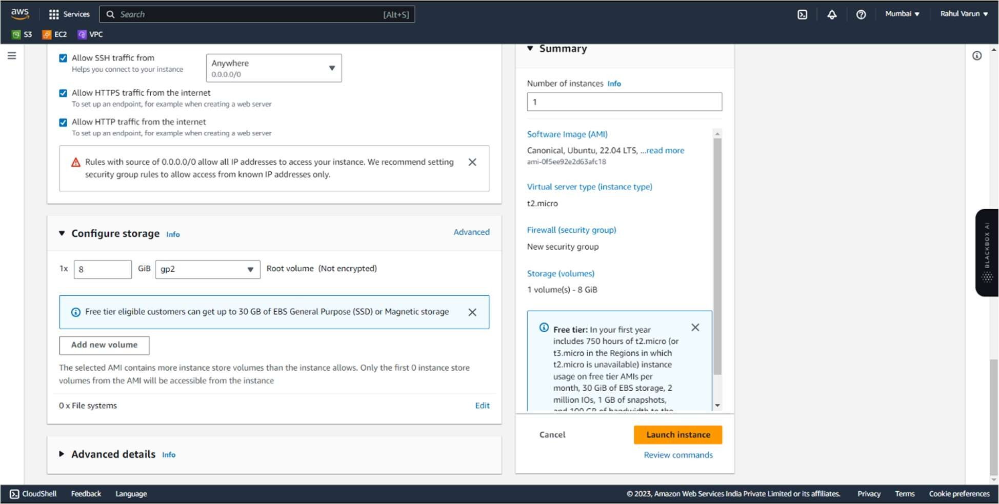 aws
Services
Search
[Alt+S]
Mumbai
Rahul Varun
S3
EC2
VPC
Allow SSH traffic from
Helps you connect to your instance
Anywhere
0.0.0.0/0
Allow HTTPS traffic from the internet
To set up an endpoint, for example when creating a web server
Allow HTTP traffic from the internet
To set up an endpoint, for example when creating a web server
Rules with source of 0.0.0.0/0 allow all IP addresses to access your instance. We recommend setting
security group rules to allow access from known IP addresses only.
Configure storage Info
Advanced
1x
8
GiB
gp2
Root volume (Not encrypted)
Free tier eligible customers can get up to 30 GB of EBS General Purpose (SSD) or Magnetic storage
Add new volume
The selected AMI contains more instance store volumes than the instance allows. Only the first 0 instance store
volumes from the AMI will be accessible from the instance
0 x File systems
Edit
Advanced details Info
Summary
Number of instances Info
1
Software Image (AMI)
Canonical, Ubuntu, 22.04 LTS, ...read more
ami-0f5ee92e2d63afc18
Virtual server type (instance type)
t2.micro
Firewall (security group)
New security group
Storage (volumes)
1 volume(s) - 8 GiB
Free tier: In your first year
includes 750 hours of t2.micro (or
t3.micro in the Regions in which
t2.micro is unavailable) instance
usage on free tier AMIs per
month, 30 GiB of EBS storage, 2
million IOs, 1 GB of snapshots,
and 100 GB of bandwidth to the
Cancel
Launch instance
Review commands
BLACKBOX AI
CloudShell
Feedback
Language
© 2023, Amazon Web Services India Private Limited or its affiliates.
Privacy
Terms
Cookie preferences